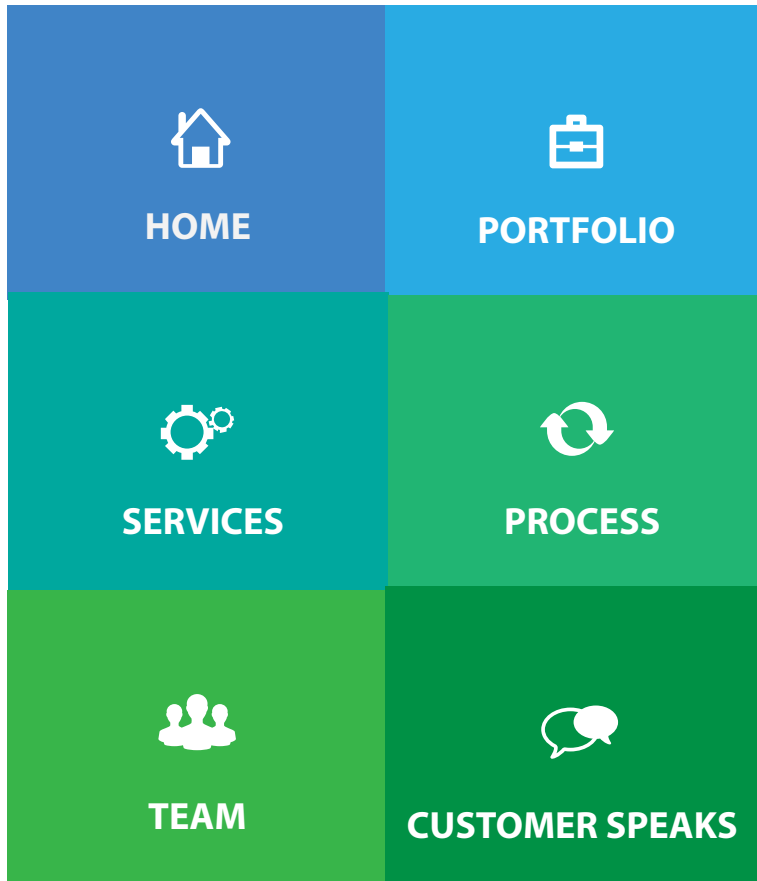 HOME
PORTFOLIO
SERVICES
PROCESS
TEAM
CUSTOMER SPEAKS